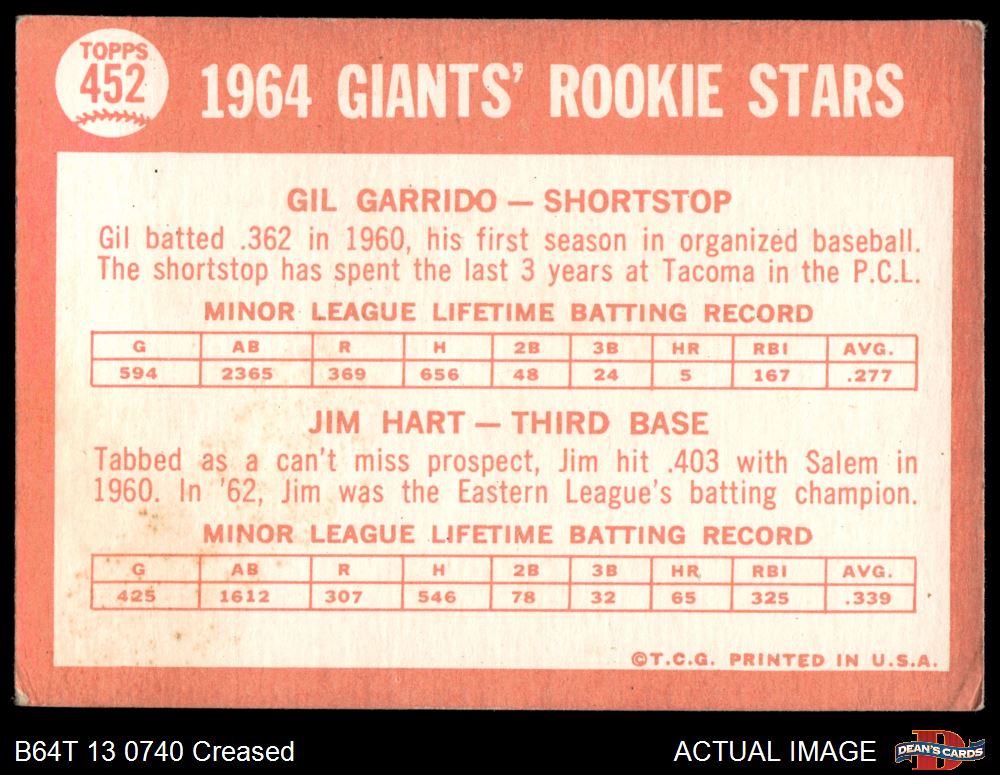 TOPPS
452
1964 GIANTS' ROOKIE STARS
GIL GARRIDO — SHORTSTOP
Gil batted .362 in 1960, his first season in organized baseball.
The shortstop has spent the last 3 years at Tacoma in the P.C.L.
MINOR LEAGUE LIFETIME BATTING RECORD
G AB R H 2B 3B HR RBI AVG.
594 2365 369 656 48 24 5 167 .277
JIM HART — THIRD BASE
Tabbed as a can't miss prospect, Jim hit .403 with Salem in
1960. In '62, Jim was the Eastern League's batting champion.
MINOR LEAGUE LIFETIME BATTING RECORD
G AB R H 2B 3B HR RBI AVG.
425 1612 307 546 78 32 65 325 .339
©T.C.G. PRINTED IN U.S.A.
B64T 13 0740 Creased
ACTUAL IMAGE
D
DEAN'S CARDS